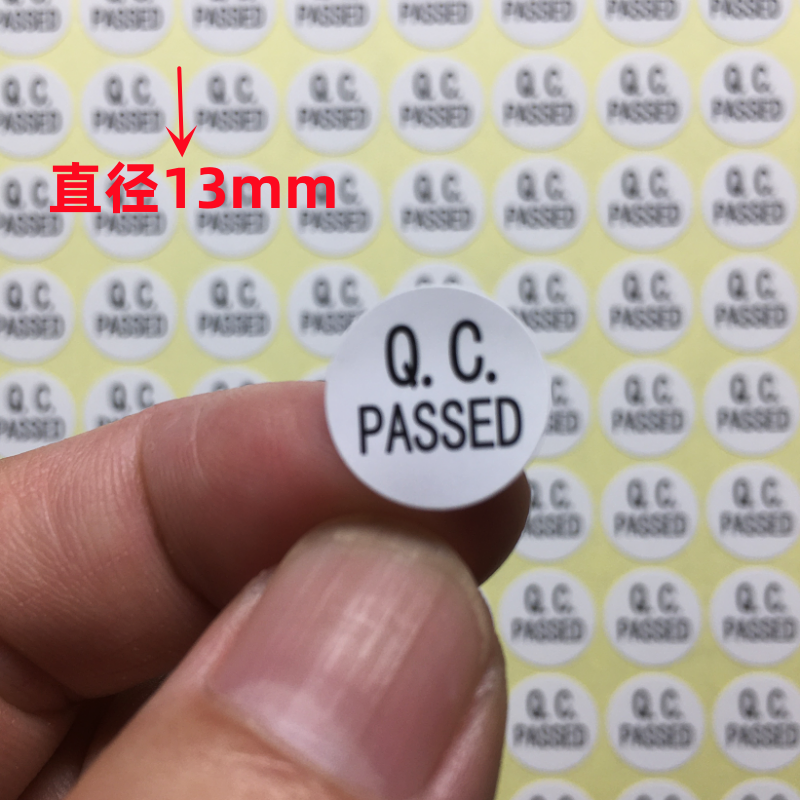 直径13mm
Q. C.
PASSED